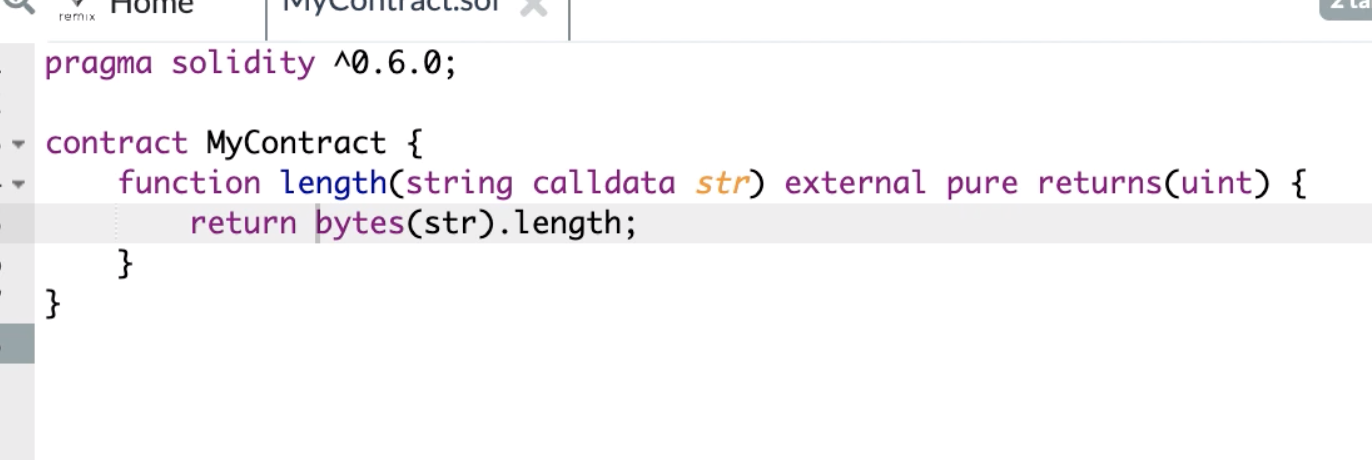 remix Home MyContract.sol
pragma solidity ^0.6.0;
contract MyContract {
function length(string calldata str) external pure returns(uint) {
return bytes(str).length;
}
}